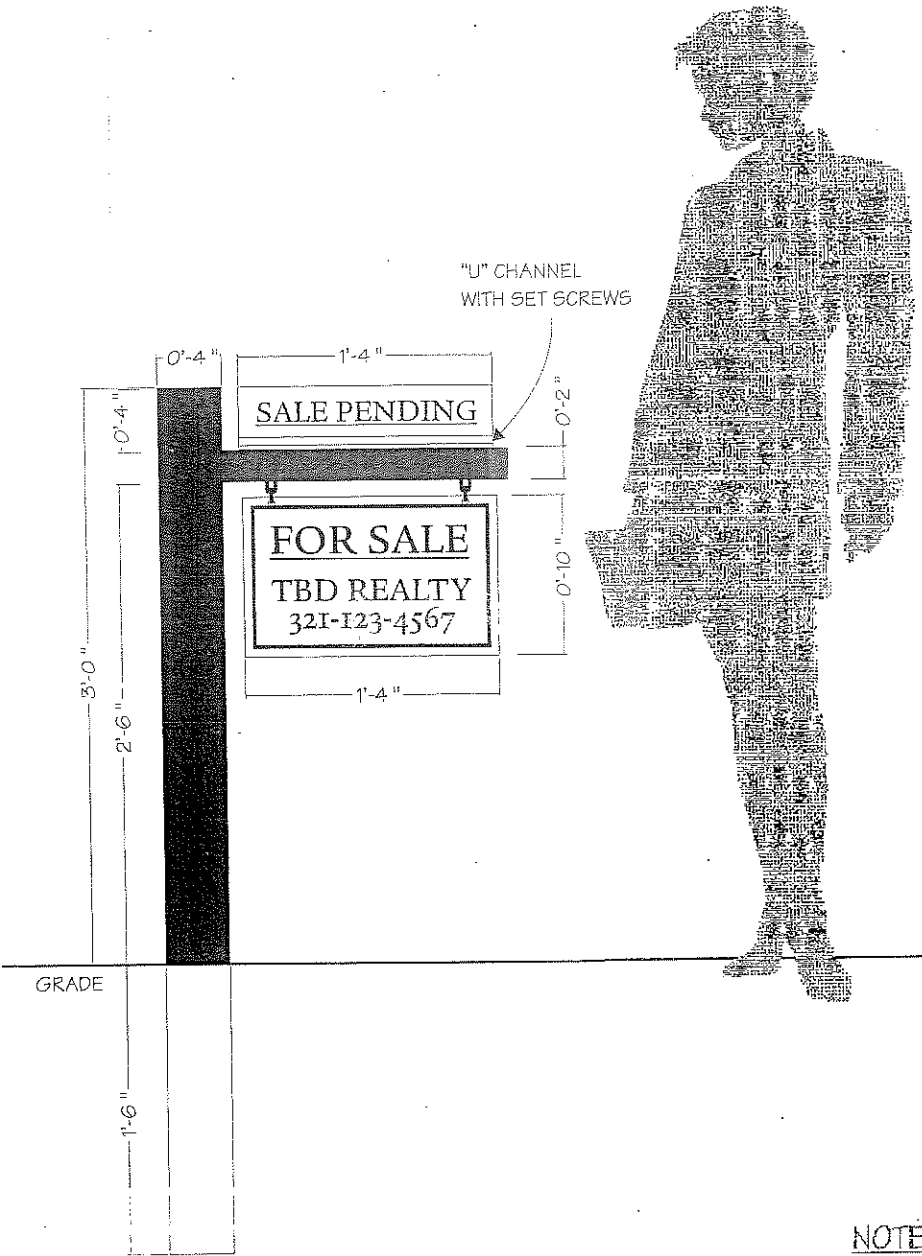 "U" CHANNEL
WITH SET SCREWS
0'-4"
1'-4"
0'-4"
SALE PENDING
0'-2"
FOR SALE
TBD REALTY
321-123-4567
0'-10"
1'-4"
3'-0"
2'-6"
GRADE
1'-6"
NOTE